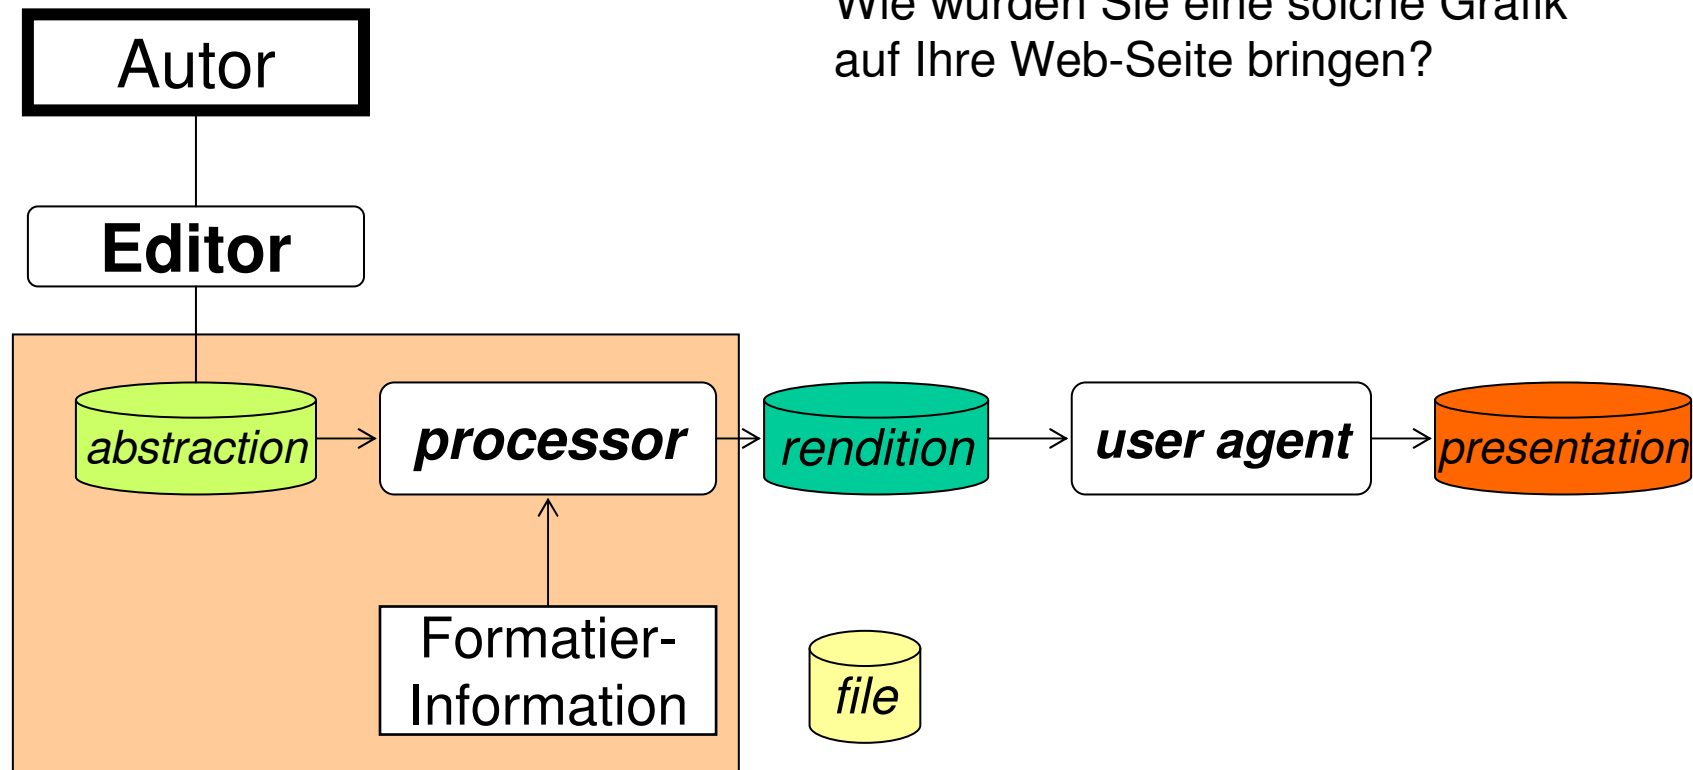 Wie würden Sie eine solche Grafik
auf Ihre Web-Seite bringen?
Autor
Editor
abstraction
processor
rendition
user agent
presentation
Formatier-
Information
file